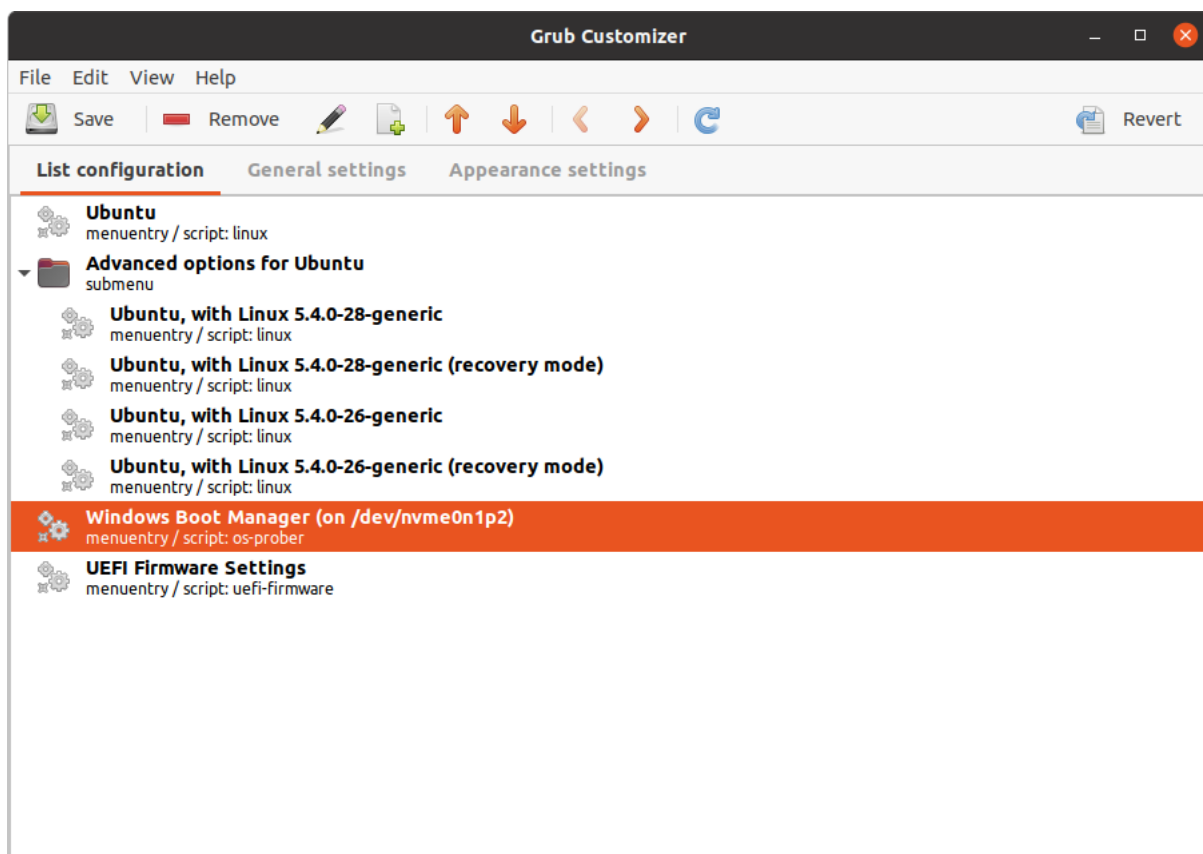 Grub Customizer
File Edit View Help
Save Remove Revert
List configuration General settings Appearance settings
Ubuntu
menuentry / script: linux
Advanced options for Ubuntu
submenu
Ubuntu, with Linux 5.4.0-28-generic
menuentry / script: linux
Ubuntu, with Linux 5.4.0-28-generic (recovery mode)
menuentry / script: linux
Ubuntu, with Linux 5.4.0-26-generic
menuentry / script: linux
Ubuntu, with Linux 5.4.0-26-generic (recovery mode)
menuentry / script: linux
Windows Boot Manager (on /dev/nvme0n1p2)
menuentry / script: os-prober
UEFI Firmware Settings
menuentry / script: uefi-firmware